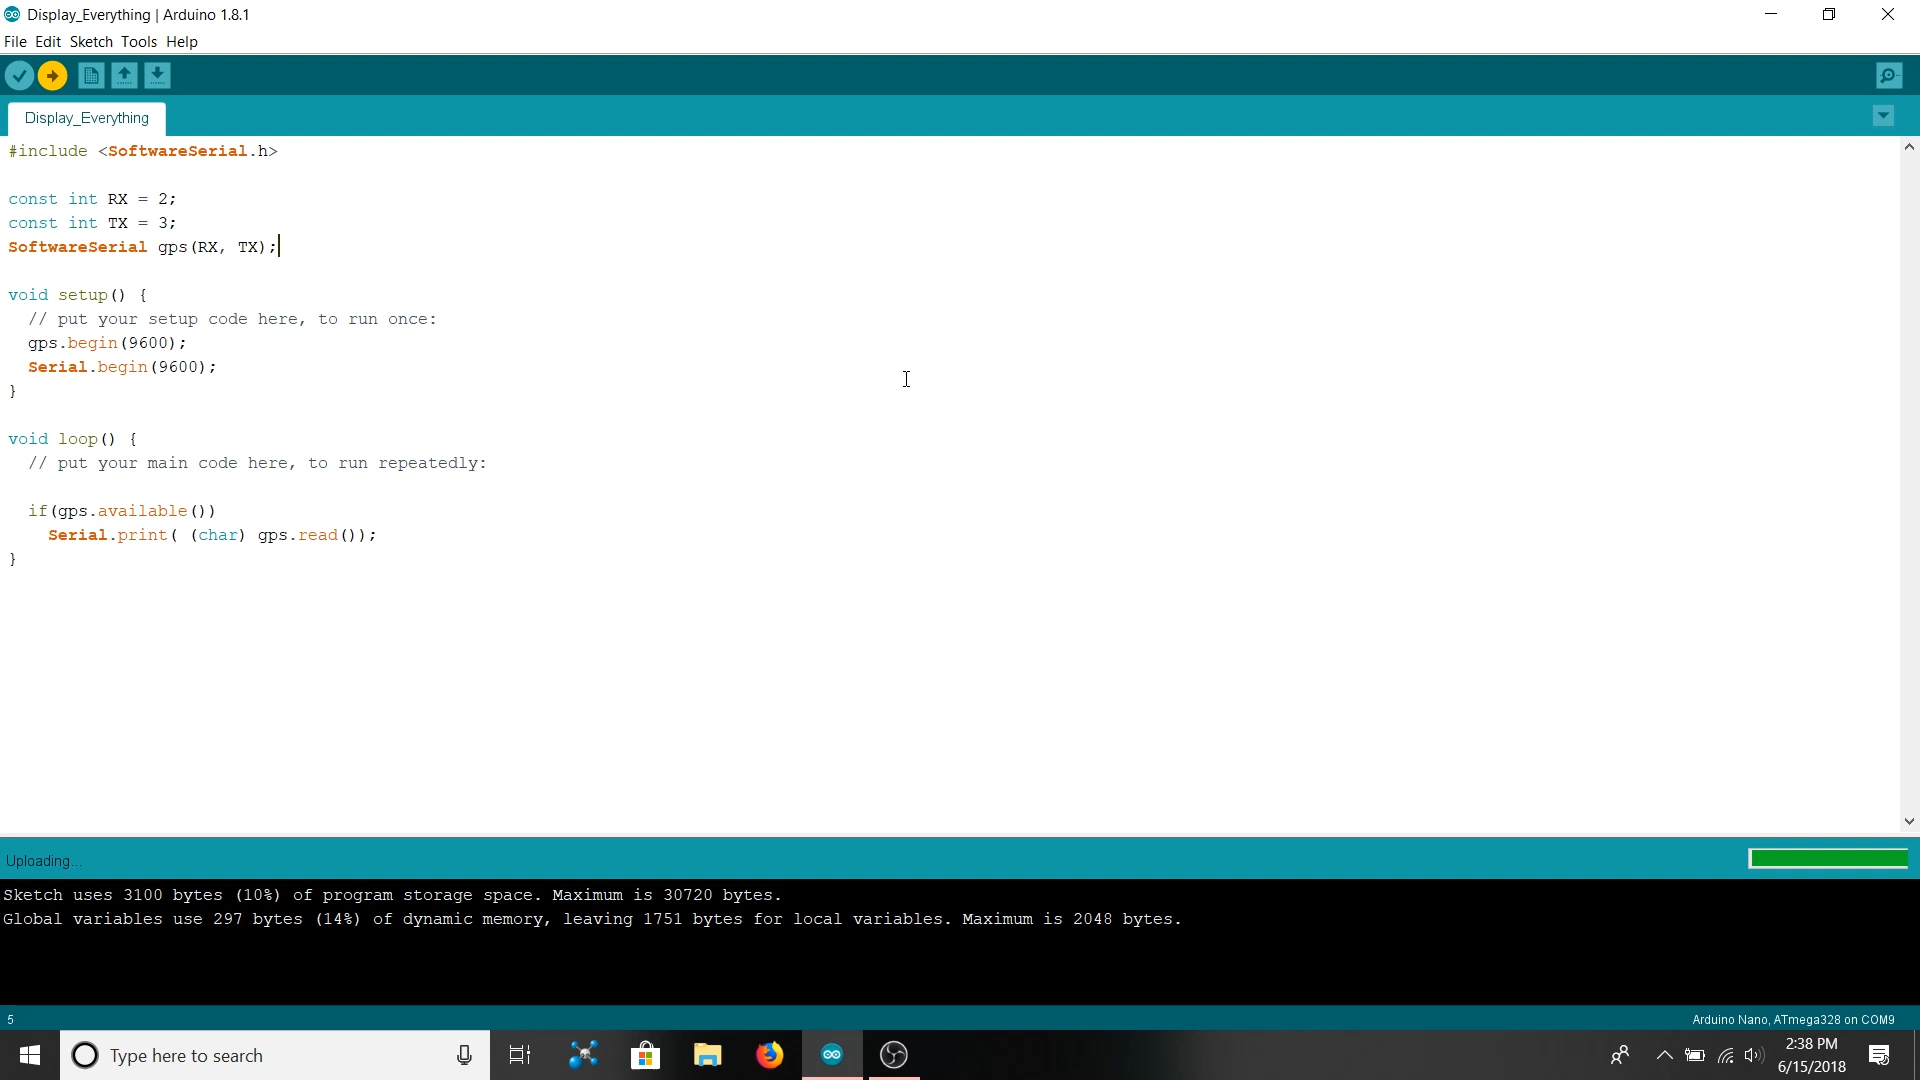 Display_Everything | Arduino 1.8.1
File Edit Sketch Tools Help
Display_Everything
#include <SoftwareSerial.h>
const int RX = 2;
const int TX = 3;
SoftwareSerial gps(RX, TX);
void setup() {
// put your setup code here, to run once:
gps.begin(9600);
Serial.begin(9600);
}
void loop() {
// put your main code here, to run repeatedly:
if(gps.available())
Serial.print( (char) gps.read());
}
Uploading...
Sketch uses 3100 bytes (10%) of program storage space. Maximum is 30720 bytes.
Global variables use 297 bytes (14%) of dynamic memory, leaving 1751 bytes for local variables. Maximum is 2048 bytes.
5
Arduino Nano, ATmega328 on COM9
Type here to search
2:38 PM
6/15/2018